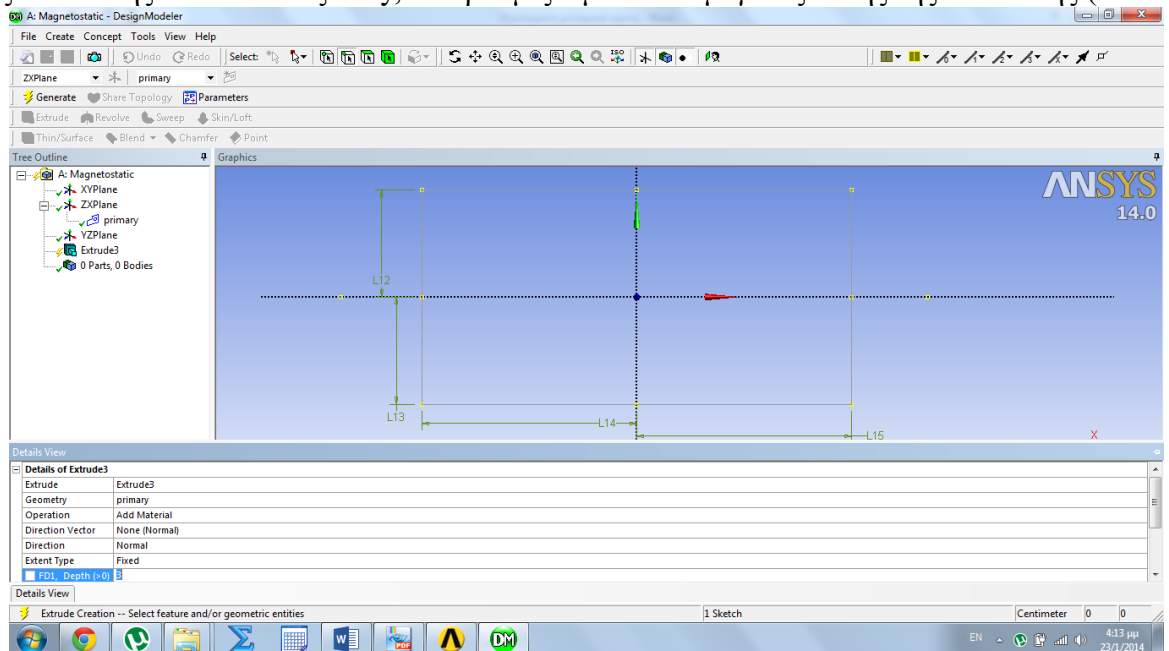 A: Magnetostatic - DesignModeler
File Create Concept Tools View Help
Undo Redo Select:
ZXPlane primary
Generate Share Topology Parameters
Extrude Revolve Sweep Skin/Loft
Thin/Surface Blend Chamfer Point
Tree Outline
A: Magnetostatic
XYPlane
ZXPlane
primary
YZPlane
Extrude3
0 Parts, 0 Bodies
Graphics
ANSYS
14.0
L12
L13
L14
L15
X
Details View
Details of Extrude3
Extrude Extrude3
Geometry primary
Operation Add Material
Direction Vector None (Normal)
Direction Normal
Extent Type Fixed
FD1, Depth (>0) 3
Details View
Extrude Creation -- Select feature and/or geometric entities 1 Sketch Centimeter 0 0
EN 4:13 μμ
23/1/2014